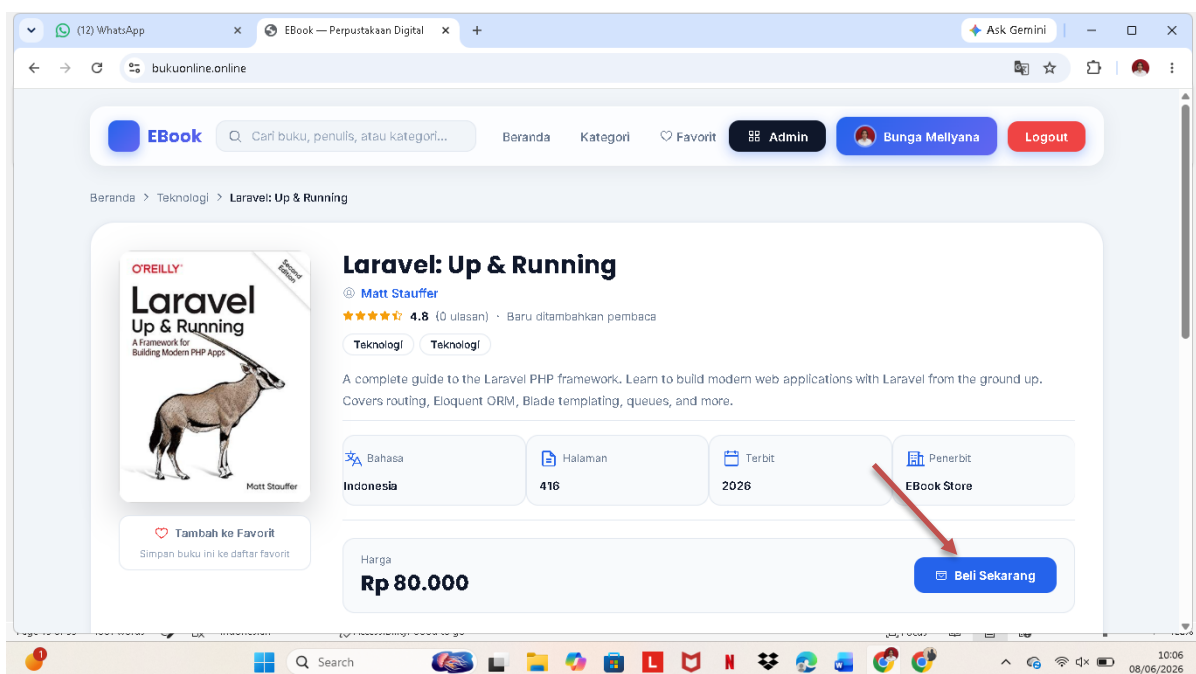 (12) WhatsApp
EBook — Perpustakaan Digital
Ask Gemini
bukuonline.online
EBook
Cari buku, penulis, atau kategori...
Beranda
Kategori
Favorit
Admin
Bunga Mellyana
Logout
Beranda > Teknologi > Laravel: Up & Running
O'REILLY
Second
Edition
Laravel
Up & Running
A Framework for
Building Modern PHP Apps
Matt Stauffer
Tambah ke Favorit
Simpan buku ini ke daftar favorit
Laravel: Up & Running
Matt Stauffer
4.8 (0 ulasan) · Baru ditambahkan pembaca
Teknologi Teknologi
A complete guide to the Laravel PHP framework. Learn to build modern web applications with Laravel from the ground up.
Covers routing, Eloquent ORM, Blade templating, queues, and more.
Bahasa
Indonesia
Halaman
416
Terbit
2026
Penerbit
EBook Store
Harga
Rp 80.000
Beli Sekarang
1
Search
10:06
08/06/2026